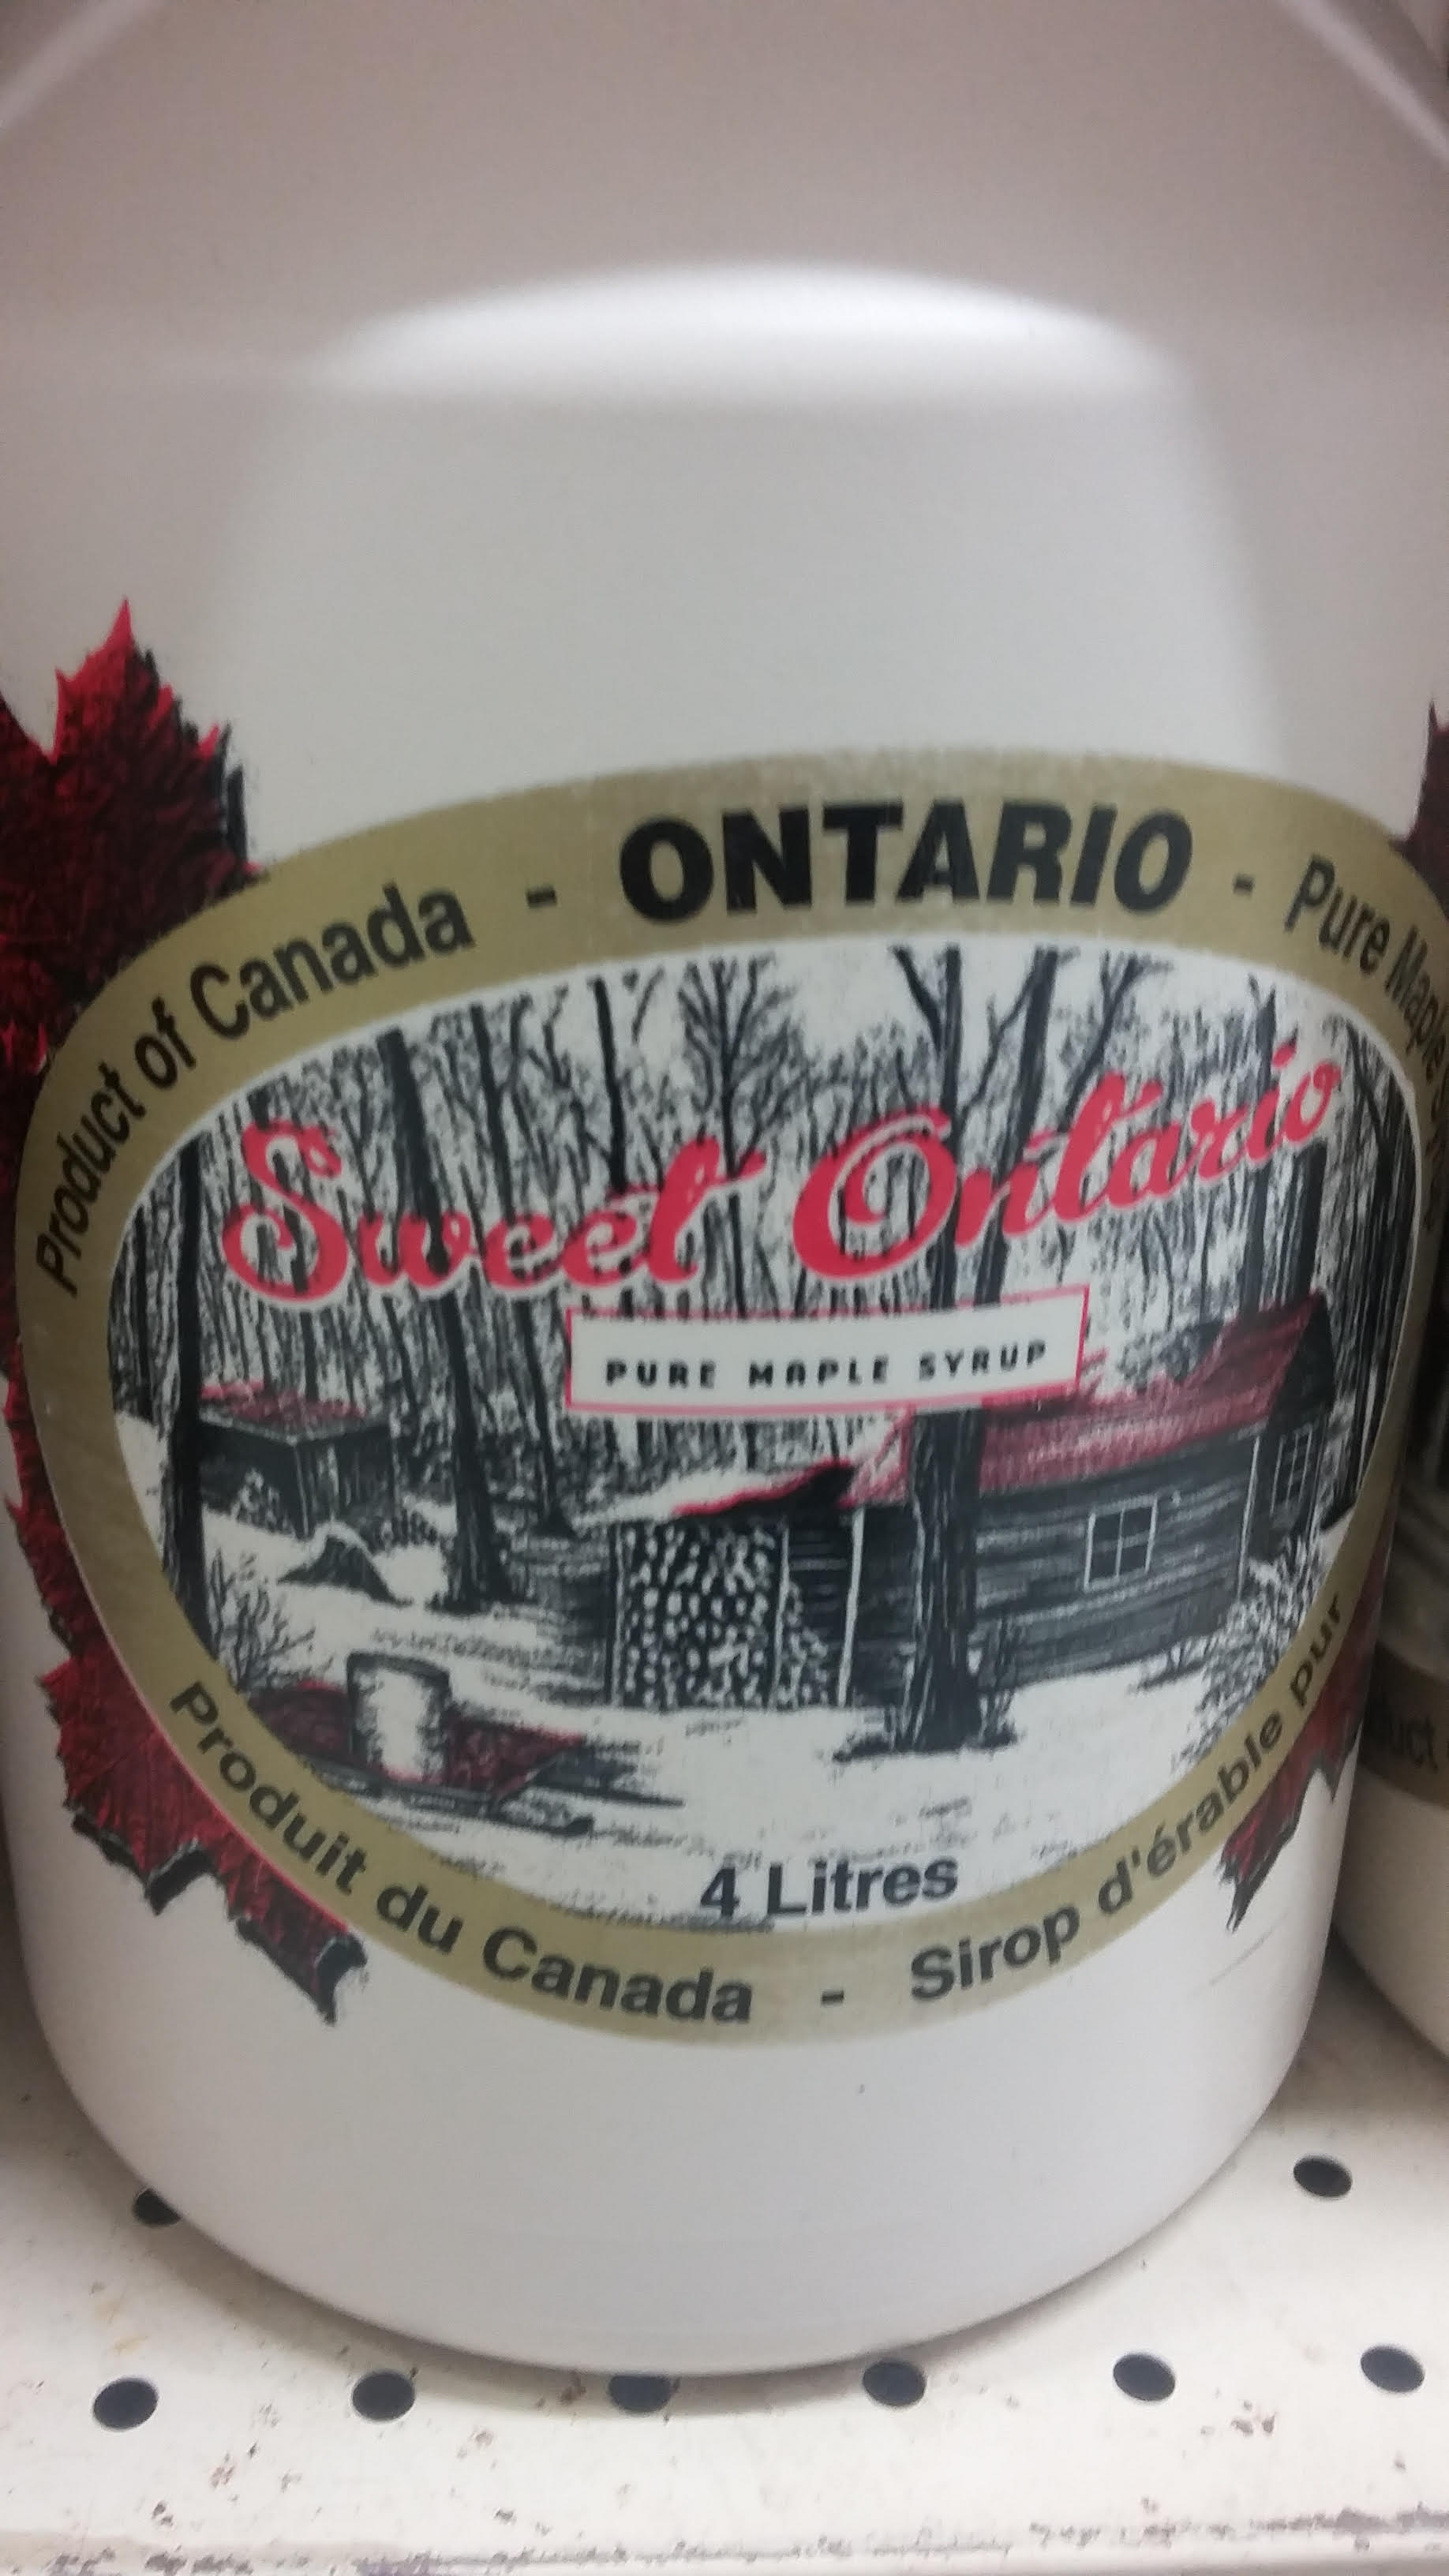 Product of Canada - ONTARIO - Pure Maple
Sweet Ontario
PURE MAPLE SYRUP
4 Litres
Produit du Canada - Sirop d'érable pur